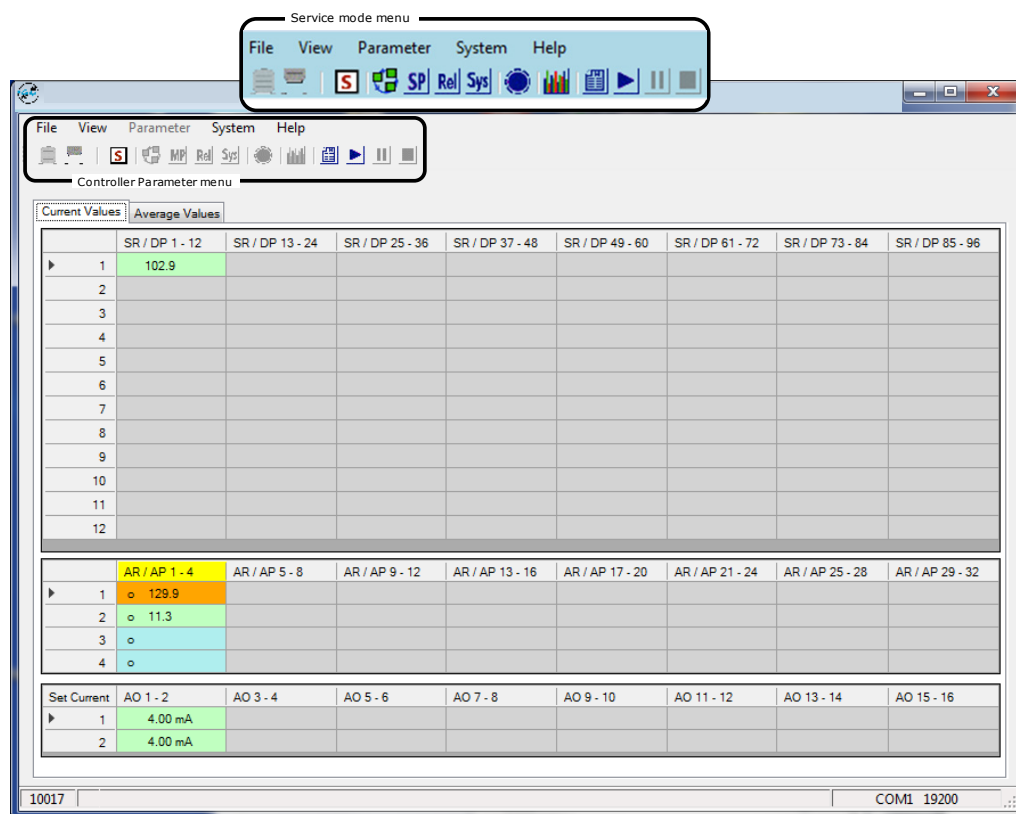 Service mode menu
File View Parameter System Help
S SP Rel Sys
File View Parameter System Help
S MP Rel Sys
Controller Parameter menu
Current Values Average Values
SR / DP 1 - 12 SR / DP 13 - 24 SR / DP 25 - 36 SR / DP 37 - 48 SR / DP 49 - 60 SR / DP 61 - 72 SR / DP 73 - 84 SR / DP 85 - 96
1 102.9
2
3
4
5
6
7
8
9
10
11
12
AR / AP 1 - 4 AR / AP 5 - 8 AR / AP 9 - 12 AR / AP 13 - 16 AR / AP 17 - 20 AR / AP 21 - 24 AR / AP 25 - 28 AR / AP 29 - 32
1 o 129.9
2 o 11.3
3 o
4 o
Set Current AO 1 - 2 AO 3 - 4 AO 5 - 6 AO 7 - 8 AO 9 - 10 AO 11 - 12 AO 13 - 14 AO 15 - 16
1 4.00 mA
2 4.00 mA
10017 COM1 19200